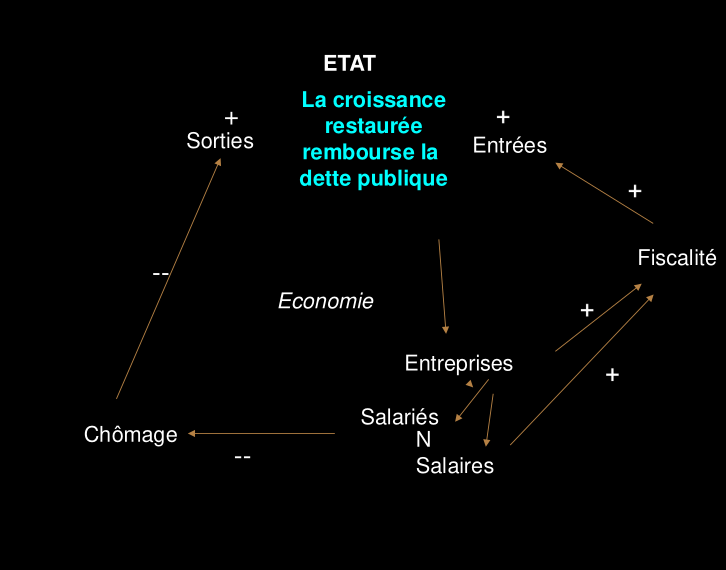 ETAT
La croissance
restaurée
rembourse la
dette publique
+
Sorties
+
Entrées
+
Fiscalité
--
Economie
+
Entreprises
+
Salariés
N
Salaires
Chômage
--